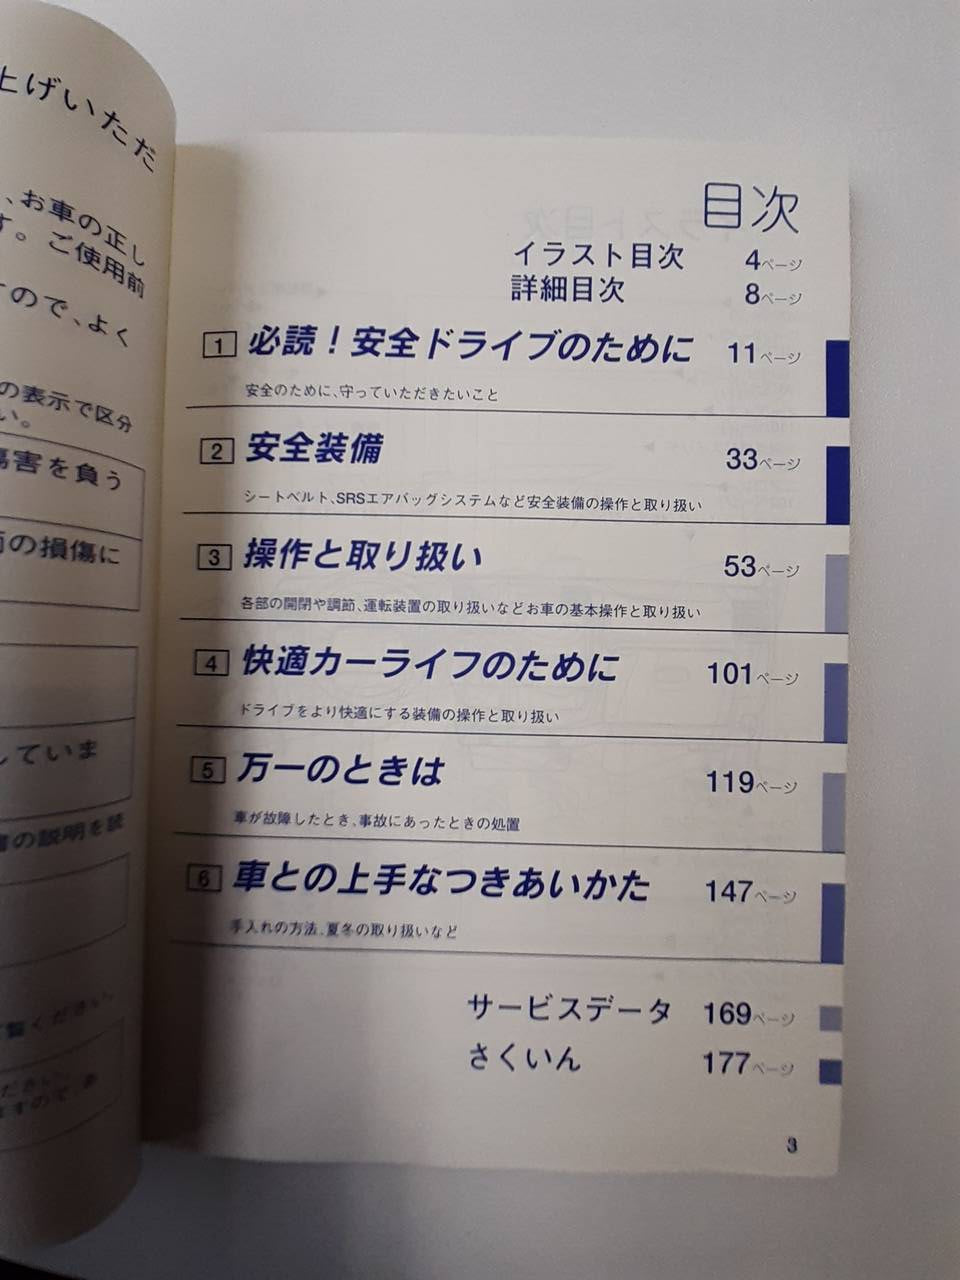 上げいただ
、お車の正し
す。ご使用前
すので、よく
の表示で区分
い。
傷害を負う
の損傷に
していま
の説明を読
ご覧ください。
ださい。
ますので、お
目次
イラスト目次 4ページ
詳細目次 8ページ
1 必読！安全ドライブのために 11ページ
安全のために、守っていただきたいこと
2 安全装備 33ページ
シートベルト、SRSエアバッグシステムなど安全装備の操作と取り扱い
3 操作と取り扱い 53ページ
各部の開閉や調節、運転装置の取り扱いなどお車の基本操作と取り扱い
4 快適カーライフのために 101ページ
ドライブをより快適にする装備の操作と取り扱い
5 万一のときは 119ページ
車が故障したとき、事故にあったときの処置
6 車との上手なつきあいかた 147ページ
手入れの方法、夏冬の取り扱いなど
サービスデータ 169ページ
さくいん 177ページ
3